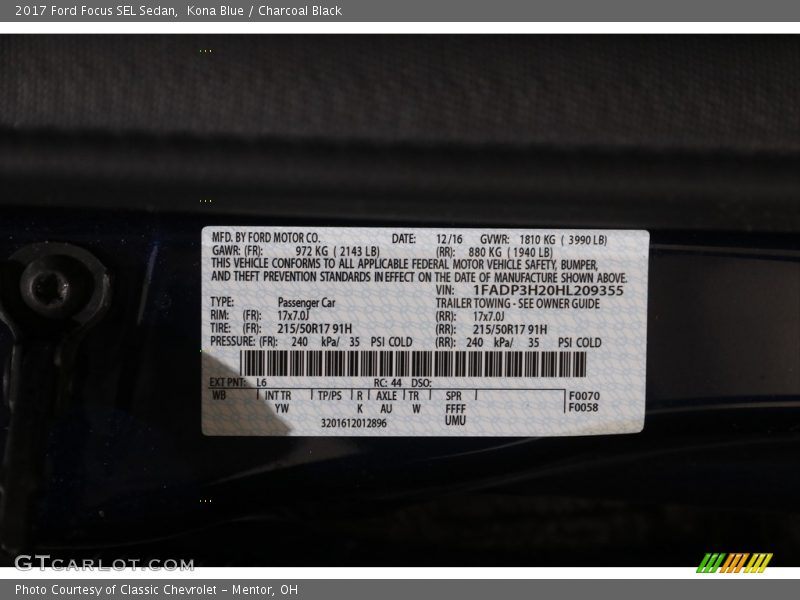 2017 Ford Focus SEL Sedan,  Kona Blue / Charcoal Black
MFD. BY FORD MOTOR CO. DATE: 12/16 GVWR: 1810 KG ( 3990 LB)
GAWR: (FR): 972 KG ( 2143 LB) (RR): 880 KG ( 1940 LB)
THIS VEHICLE CONFORMS TO ALL APPLICABLE FEDERAL MOTOR VEHICLE SAFETY, BUMPER,
AND THEFT PREVENTION STANDARDS IN EFFECT ON THE DATE OF MANUFACTURE SHOWN ABOVE.
VIN: 1FADP3H20HL209355
TYPE: Passenger Car TRAILER TOWING - SEE OWNER GUIDE
RIM: (FR): 17x7.0J (RR): 17x7.0J
TIRE: (FR): 215/50R17 91H (RR): 215/50R17 91H
PRESSURE: (FR): 240 kPa/ 35 PSI COLD (RR): 240 kPa/ 35 PSI COLD
EXT PNT: L6 RC: 44 DSO:
WB INT TR TP/PS R AXLE TR SPR F0070
YW K AU W FFFF F0058
3201612012896 UMU
GTCARLOT.COM
Photo Courtesy of Classic Chevrolet - Mentor, OH